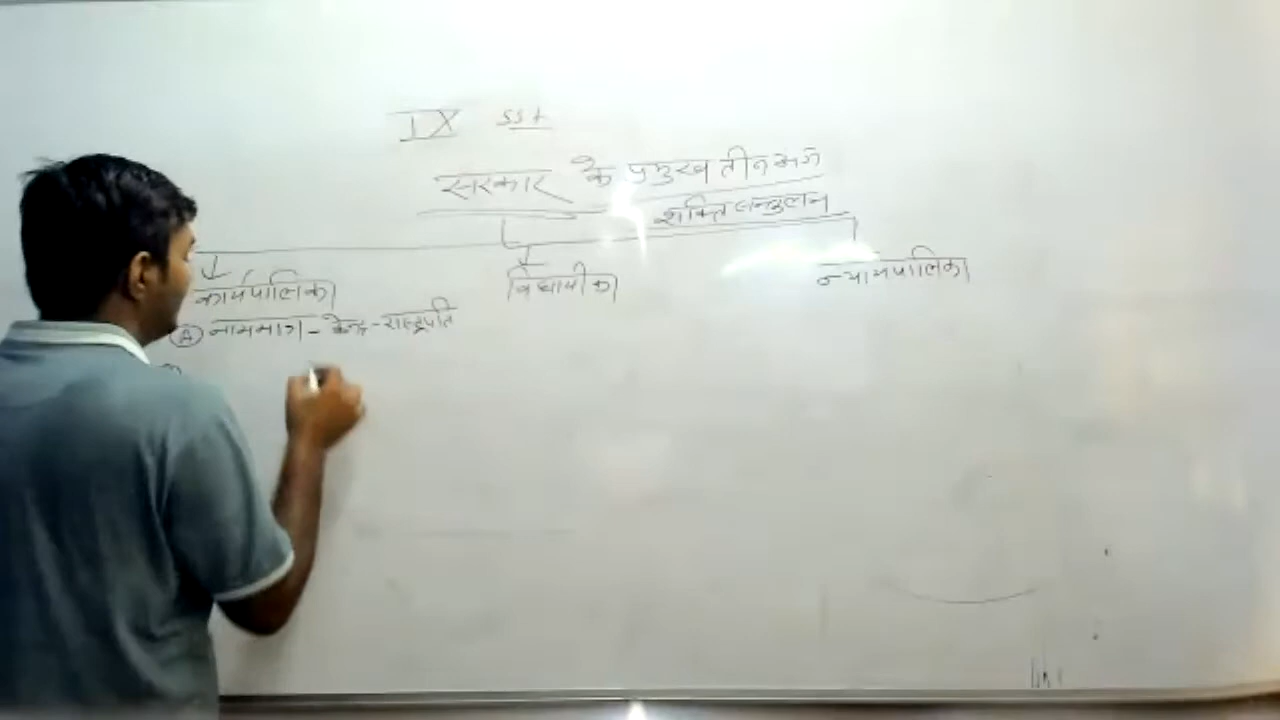 IX SST
सरकार के प्रमुख तीन अंग
शक्ति सन्तुलन
कार्यपालिका विधायीका न्यायपालिका
(A) नाममात्र - केन्द्र - राष्ट्रपति